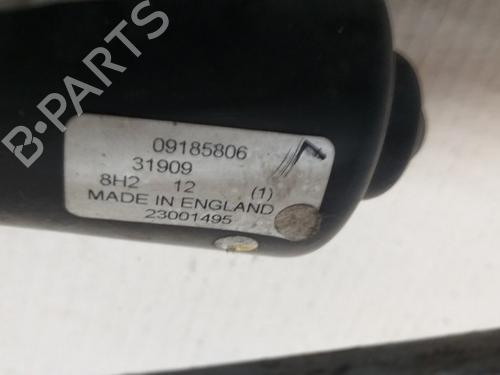 B-PARTS
09185806
31909
8H2 12 (1)
MADE IN ENGLAND
23001495